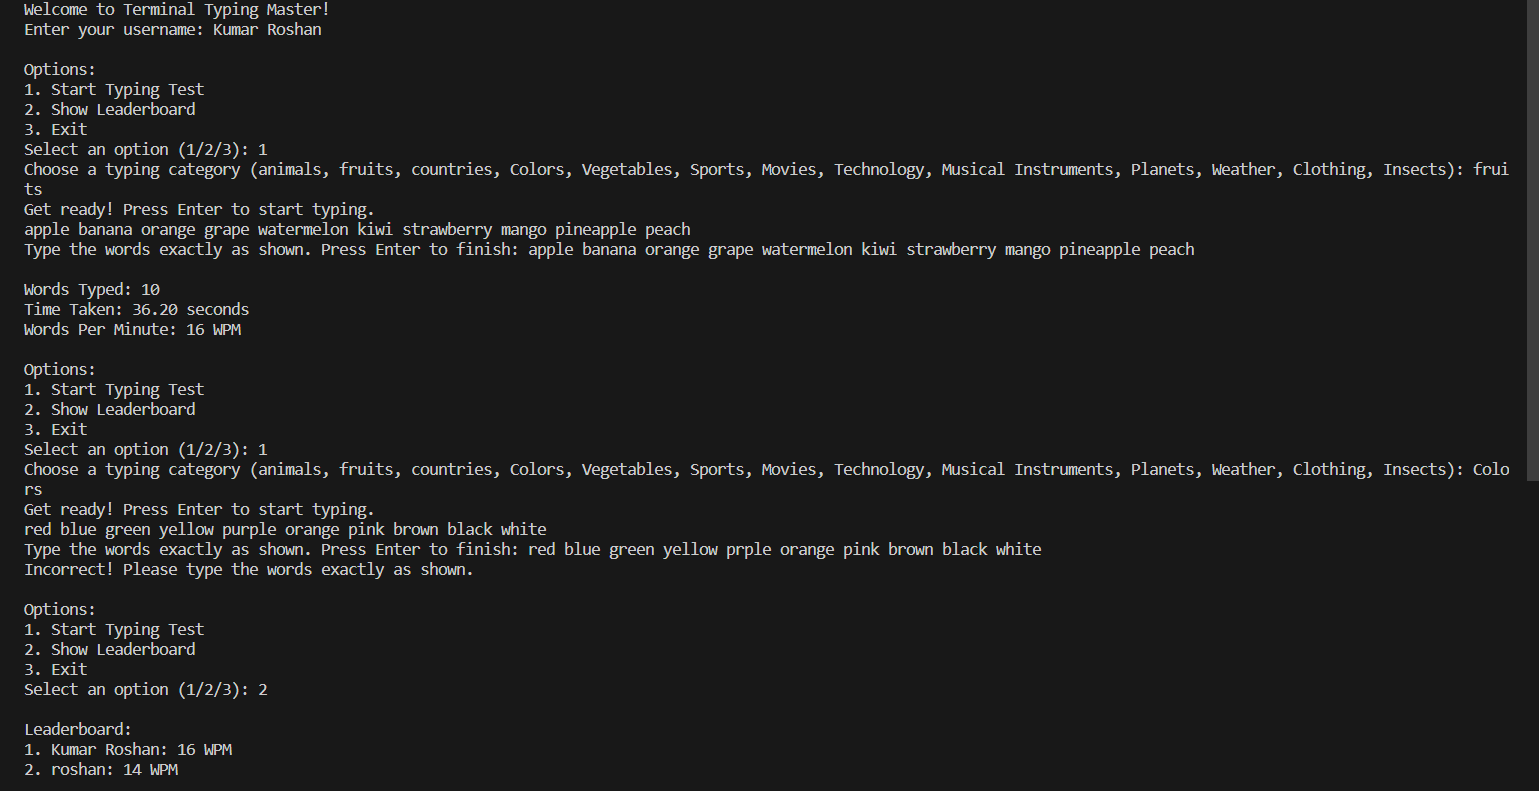 Welcome to Terminal Typing Master!
Enter your username: Kumar Roshan
Options:
1. Start Typing Test
2. Show Leaderboard
3. Exit
Select an option (1/2/3): 1
Choose a typing category (animals, fruits, countries, Colors, Vegetables, Sports, Movies, Technology, Musical Instruments, Planets, Weather, Clothing, Insects): frui
ts
Get ready! Press Enter to start typing.
apple banana orange grape watermelon kiwi strawberry mango pineapple peach
Type the words exactly as shown. Press Enter to finish: apple banana orange grape watermelon kiwi strawberry mango pineapple peach
Words Typed: 10
Time Taken: 36.20 seconds
Words Per Minute: 16 WPM
Options:
1. Start Typing Test
2. Show Leaderboard
3. Exit
Select an option (1/2/3): 1
Choose a typing category (animals, fruits, countries, Colors, Vegetables, Sports, Movies, Technology, Musical Instruments, Planets, Weather, Clothing, Insects): Colo
rs
Get ready! Press Enter to start typing.
red blue green yellow purple orange pink brown black white
Type the words exactly as shown. Press Enter to finish: red blue green yellow prple orange pink brown black white
Incorrect! Please type the words exactly as shown.
Options:
1. Start Typing Test
2. Show Leaderboard
3. Exit
Select an option (1/2/3): 2
Leaderboard:
1. Kumar Roshan: 16 WPM
2. roshan: 14 WPM